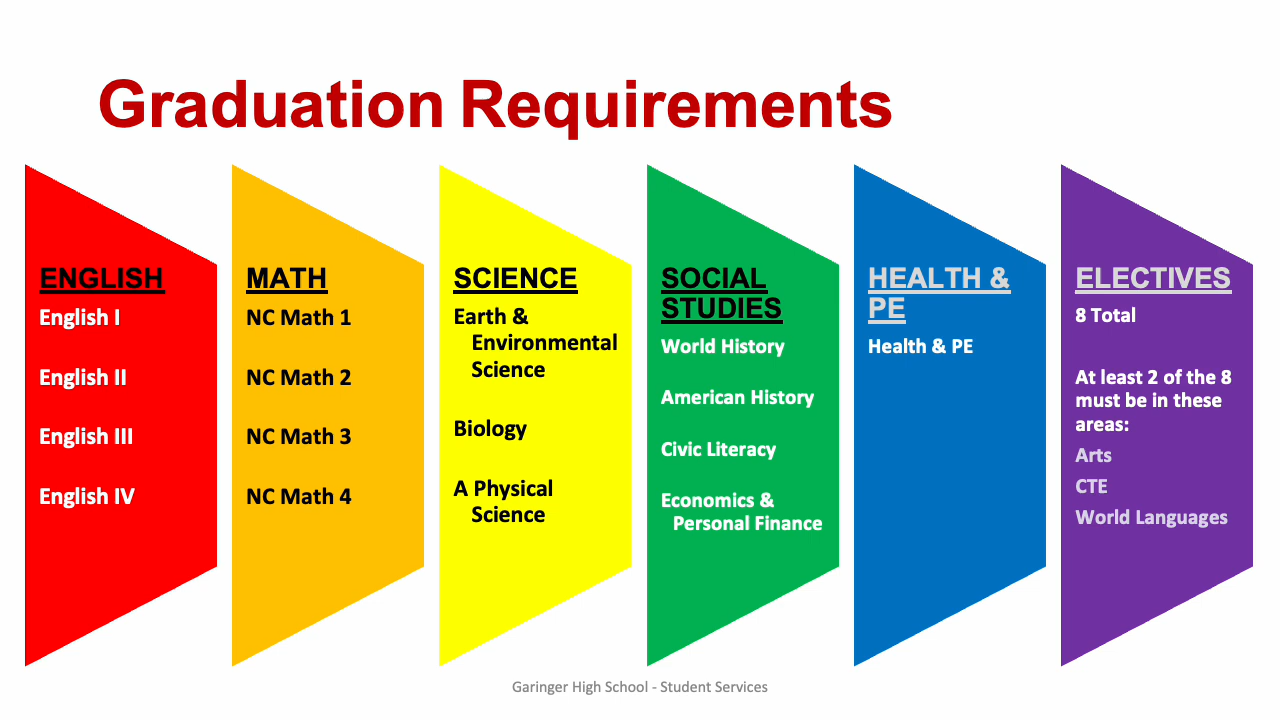 Graduation Requirements
ENGLISH
English I
English II
English III
English IV
MATH
NC Math 1
NC Math 2
NC Math 3
NC Math 4
SCIENCE
Earth &
Environmental
Science
Biology
A Physical
Science
SOCIAL
STUDIES
World History
American History
Civic Literacy
Economics &
Personal Finance
HEALTH &
PE
Health & PE
ELECTIVES
8 Total
At least 2 of the 8
must be in these
areas:
Arts
CTE
World Languages
Garinger High School - Student Services